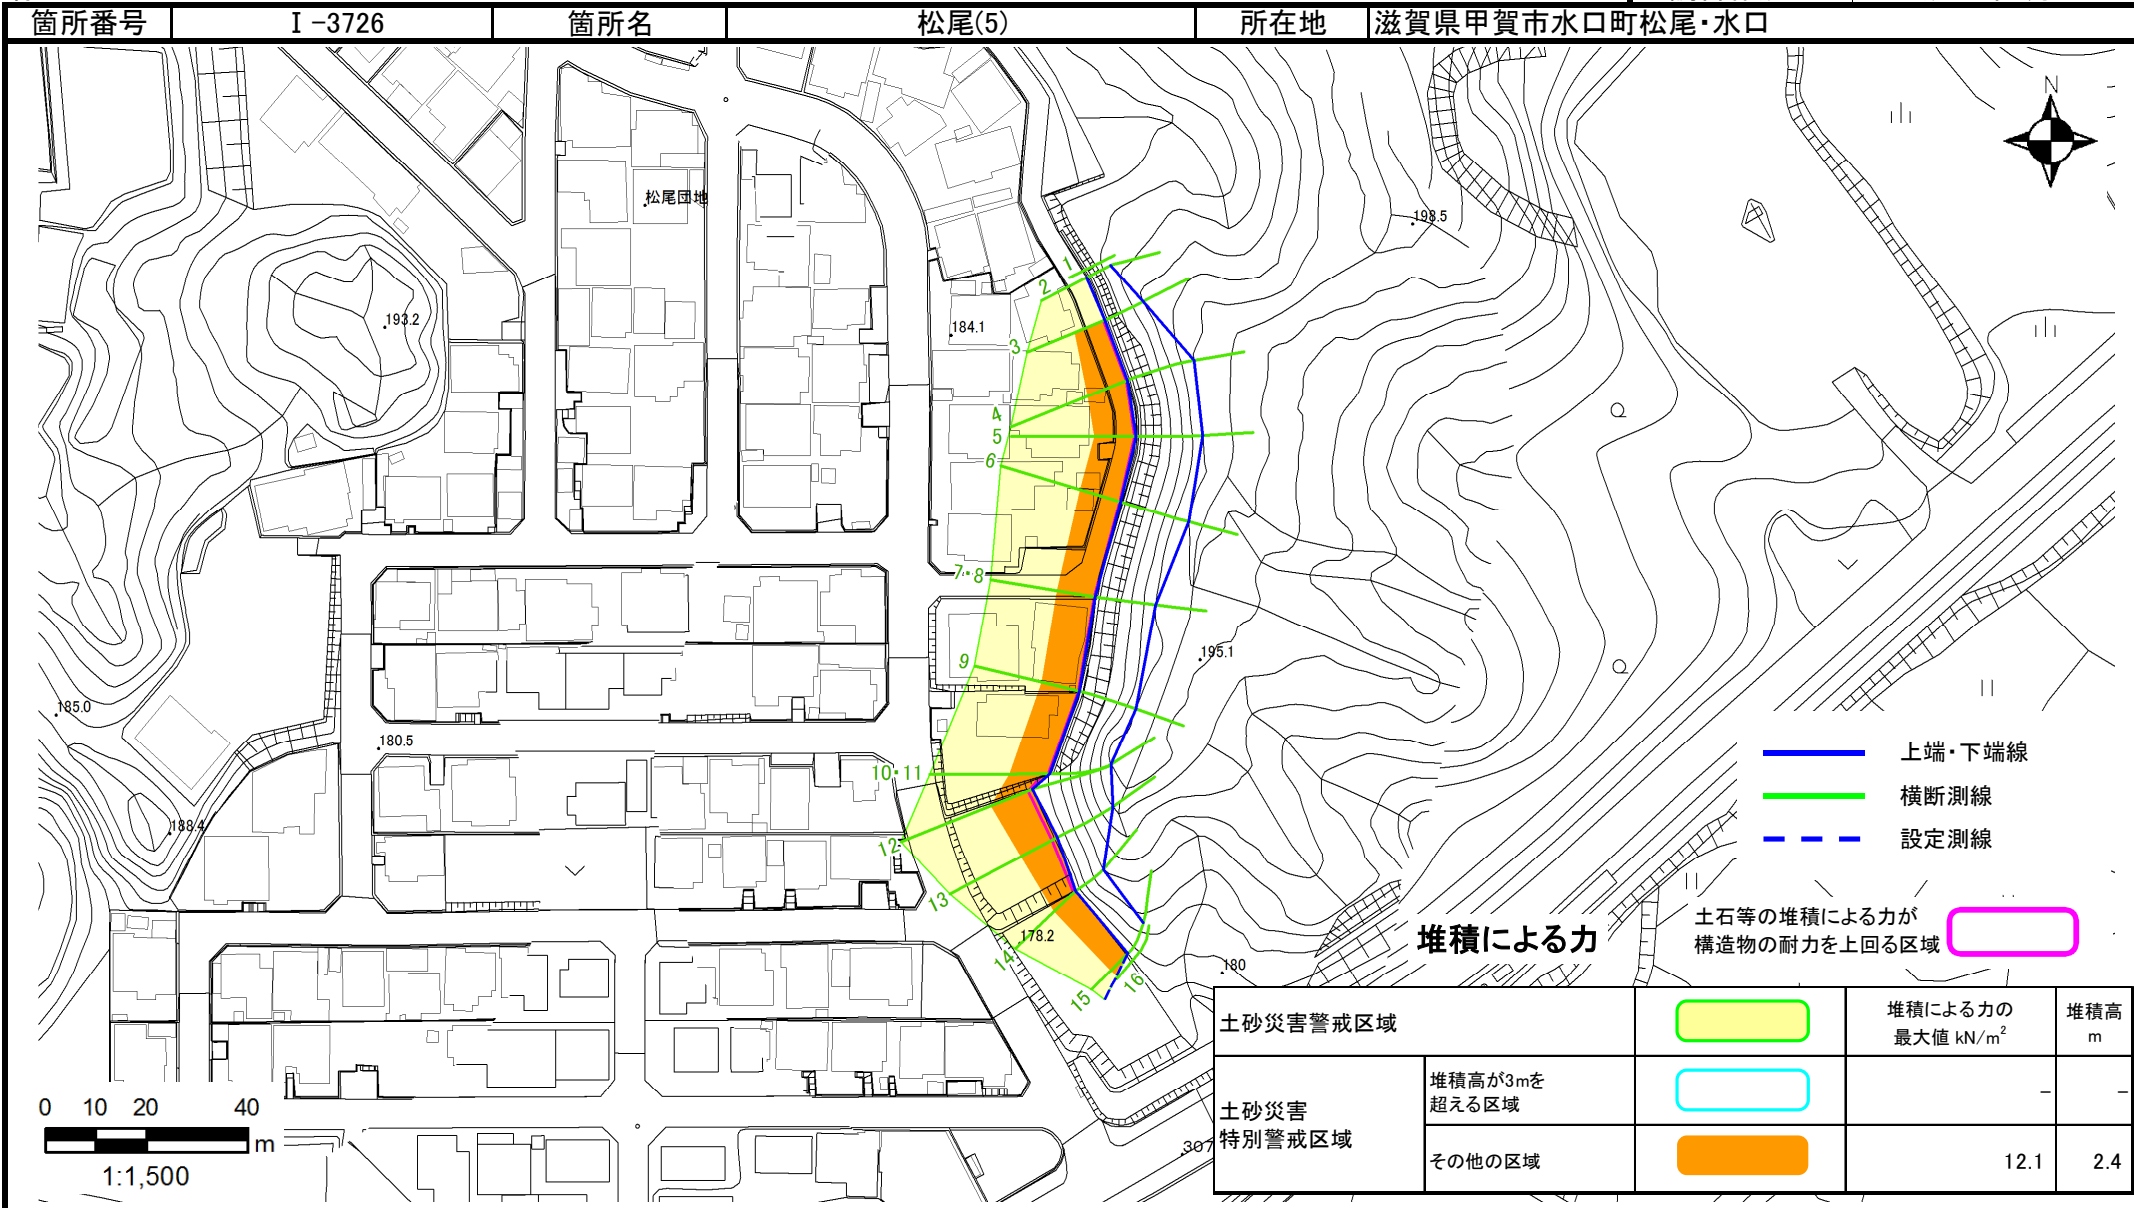 箇所番号 Ⅰ-3726 箇所名 松尾(5) 所在地 滋賀県甲賀市水口町松尾・水口
N
松尾団地
198.5
193.2
184.1
1
2
3
4
5
6
7・8
9
10・11
12
13
14
15
16
195.1
185.0
180.5
188.4
178.2
180
307
上端・下端線
横断測線
設定測線
堆積による力
土石等の堆積による力が
構造物の耐力を上回る区域
土砂災害警戒区域
堆積による力の
最大値 kN/m²
堆積高
m
土砂災害
特別警戒区域
堆積高が3mを
超える区域
- -
その他の区域
12.1 2.4
0 10 20 40
m
1:1,500